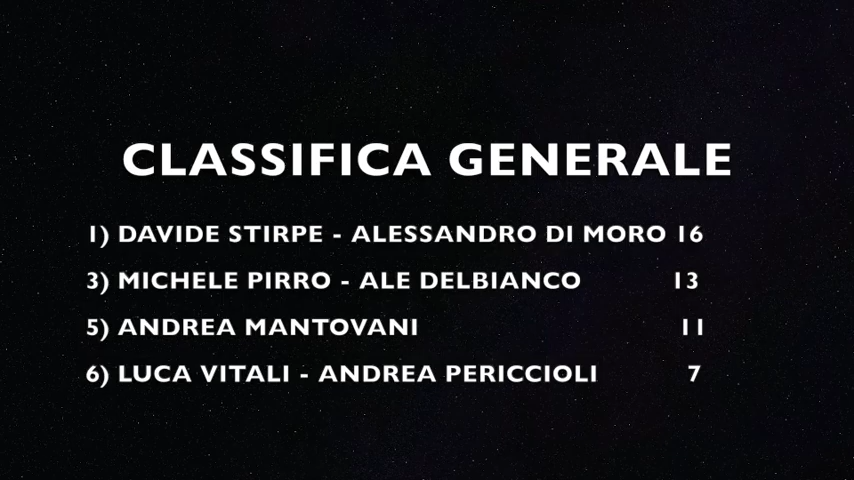 CLASSIFICA GENERALE
1) DAVIDE STIRPE - ALESSANDRO DI MORO 16
3) MICHELE PIRRO - ALE DELBIANCO 13
5) ANDREA MANTOVANI 11
6) LUCA VITALI - ANDREA PERICCIOLI 7